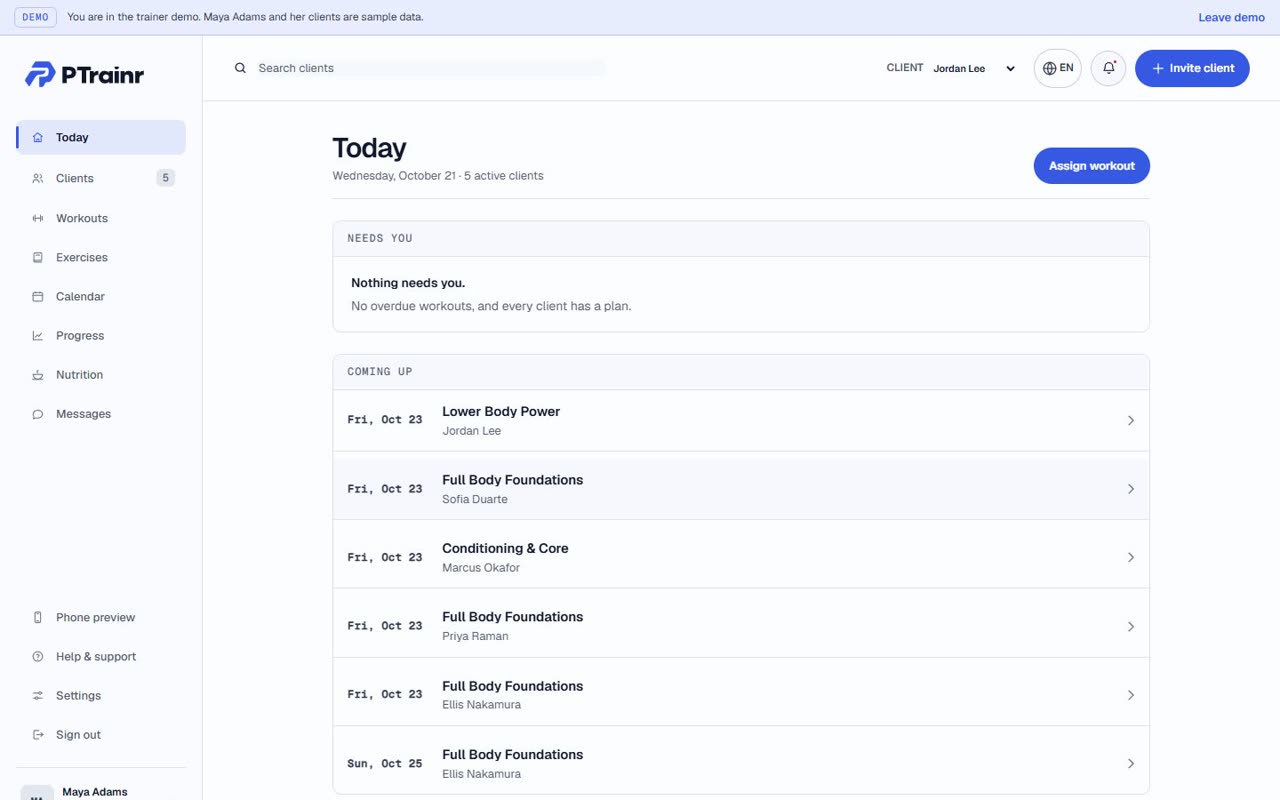 DEMO You are in the trainer demo. Maya Adams and her clients are sample data. Leave demo
PTrainr
Search clients
CLIENT Jordan Lee
EN
Invite client
Today
Clients 5
Workouts
Exercises
Calendar
Progress
Nutrition
Messages
Phone preview
Help & support
Settings
Sign out
Maya Adams
Today
Wednesday, October 21 · 5 active clients
Assign workout
NEEDS YOU
Nothing needs you.
No overdue workouts, and every client has a plan.
COMING UP
Fri, Oct 23 Lower Body Power
Jordan Lee
Fri, Oct 23 Full Body Foundations
Sofia Duarte
Fri, Oct 23 Conditioning & Core
Marcus Okafor
Fri, Oct 23 Full Body Foundations
Priya Raman
Fri, Oct 23 Full Body Foundations
Ellis Nakamura
Sun, Oct 25 Full Body Foundations
Ellis Nakamura